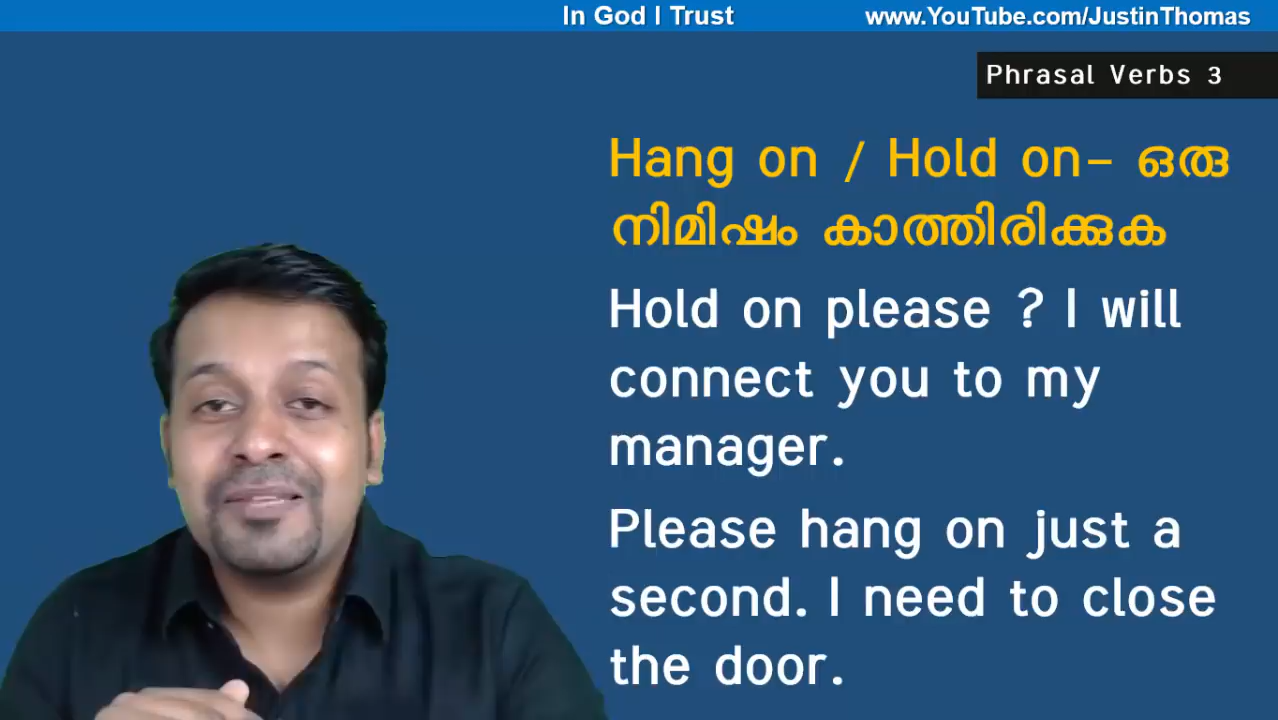 In God I Trust
www.YouTube.com/JustinThomas
Phrasal Verbs 3
Hang on / Hold on- ഒരു
നിമിഷം കാത്തിരിക്കുക
Hold on please ? I will
connect you to my
manager.
Please hang on just a
second. I need to close
the door.